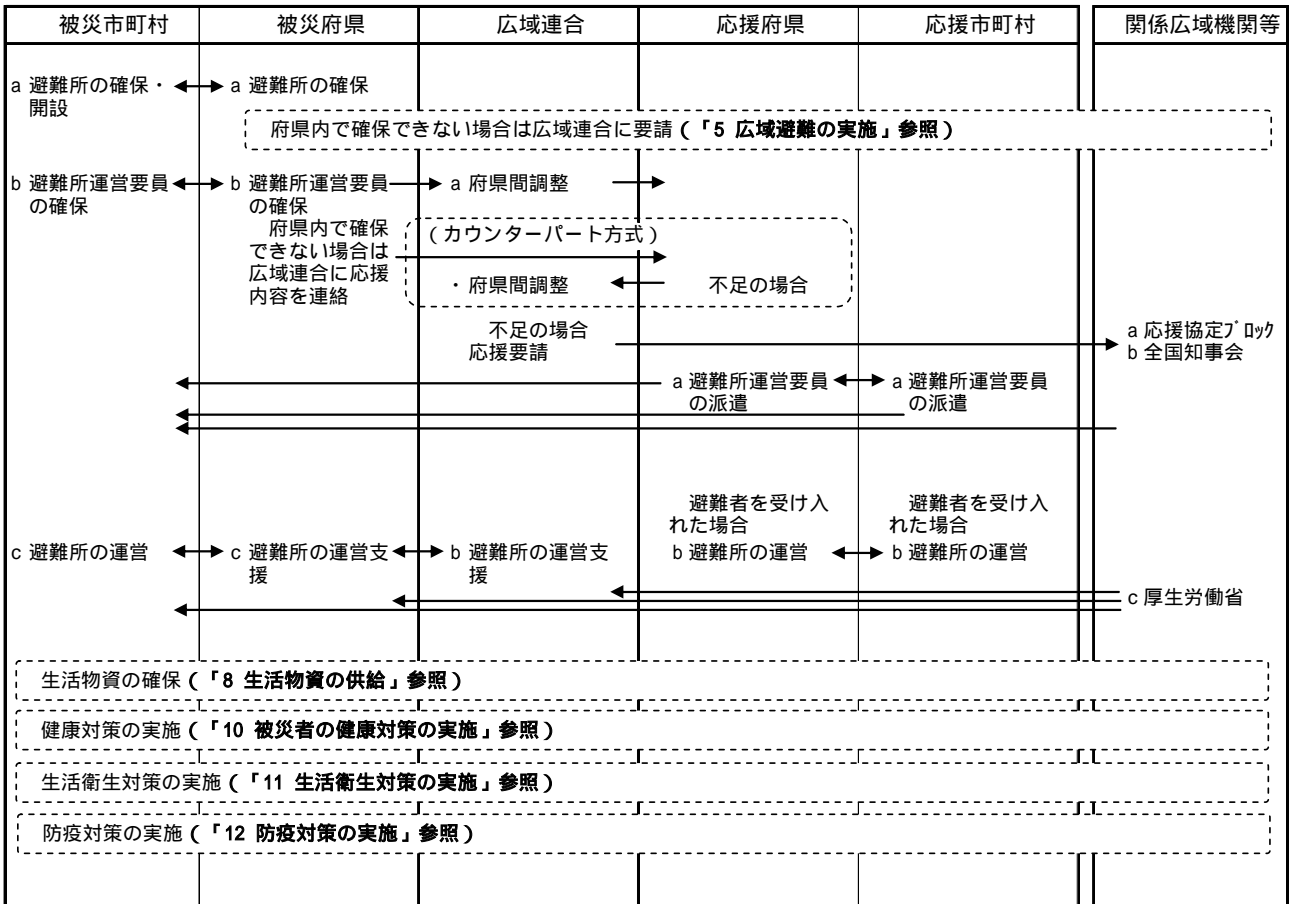 被災市町村 被災府県 広域連合 応援府県 応援市町村 関係広域機関等
a 避難所の確保・
開設
a 避難所の確保
府県内で確保できない場合は広域連合に要請(「5 広域避難の実施」参照)
b 避難所運営要員
の確保
b 避難所運営要員
の確保
府県内で確保
できない場合は
広域連合に応援
内容を連絡
a 府県間調整
(カウンターパート方式)
・府県間調整
不足の場合
不足の場合
応援要請
a 応援協定ブロック
b 全国知事会
a 避難所運営要員
の派遣
a 避難所運営要員
の派遣
避難者を受け入
れた場合
避難者を受け入
れた場合
c 避難所の運営
c 避難所の運営支
援
b 避難所の運営支
援
b 避難所の運営
b 避難所の運営
c 厚生労働省
生活物資の確保(「8 生活物資の供給」参照)
健康対策の実施(「10 被災者の健康対策の実施」参照)
生活衛生対策の実施(「11 生活衛生対策の実施」参照)
防疫対策の実施(「12 防疫対策の実施」参照)